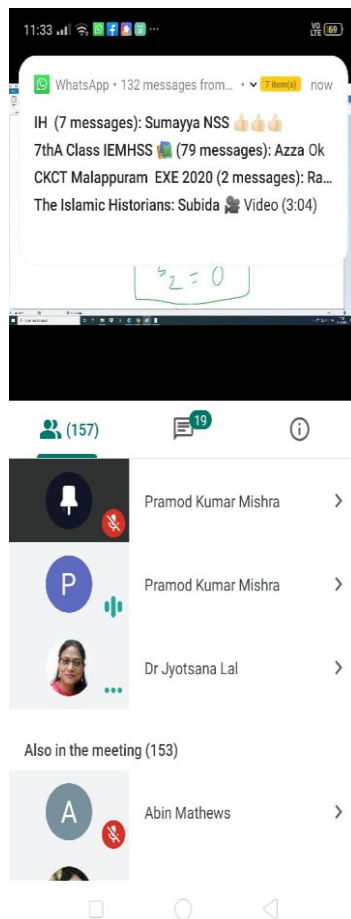 11:33
VO LTE 69
WhatsApp • 132 messages from... • 7 item(s) now
IH (7 messages): Sumayya NSS 👍🏻👍🏻👍🏻
7thA Class IEMHSS 📚 (79 messages): Azza Ok
CKCT Malappuram EXE 2020 (2 messages): Ra...
The Islamic Historians: Subida 🎥 Video (3:04)
s₂ = 0
(157)
19
Pramod Kumar Mishra
P
Pramod Kumar Mishra
Dr Jyotsana Lal
Also in the meeting (153)
A
Abin Mathews